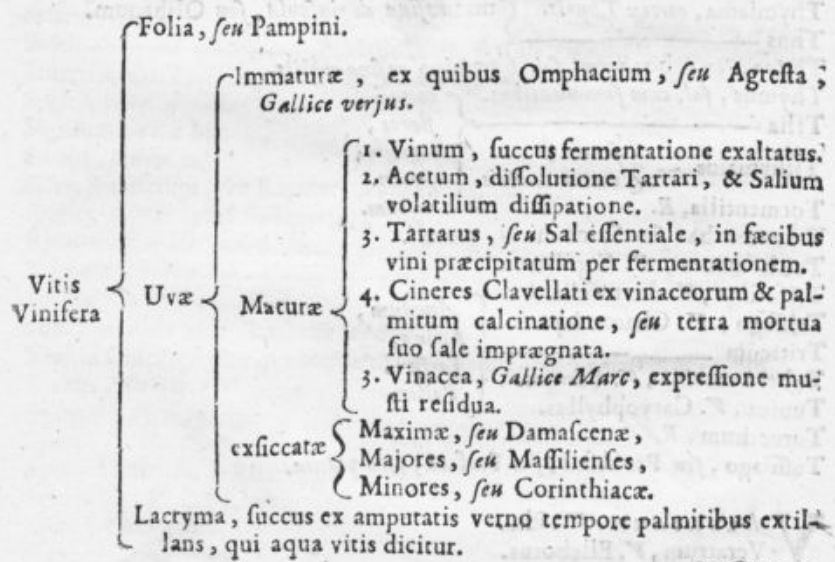 Folia, ſeu Pampini.
Immaturæ, ex quibus Omphacium, ſeu Agreſta;
Gallice verjus.
1. Vinum, ſuccus fermentatione exaltatus.
2. Acetum, diſſolutione Tartari, & Salium
volatilium diſſipatione.
3. Tartarus, ſeu Sal eſſentiale, in fæcibus
vini præcipitatum per fermentationem.
Vitis
Vinifera
Uvæ
Maturæ
4. Cineres Clavellati ex vinaceorum & pal-
mitum calcinatione, ſeu terra mortua
ſuo ſale imprægnata.
5. Vinacea, Gallice Marc, expreſſione mu-
ſti reſidua.
exſiccatæ
Maximæ, ſeu Damaſcenæ,
Majores, ſeu Maſſilienſes,
Minores, ſeu Corinthiacæ.
Lacryma, ſuccus ex amputatis verno tempore palmitibus extil-
lans, qui aqua vitis dicitur.